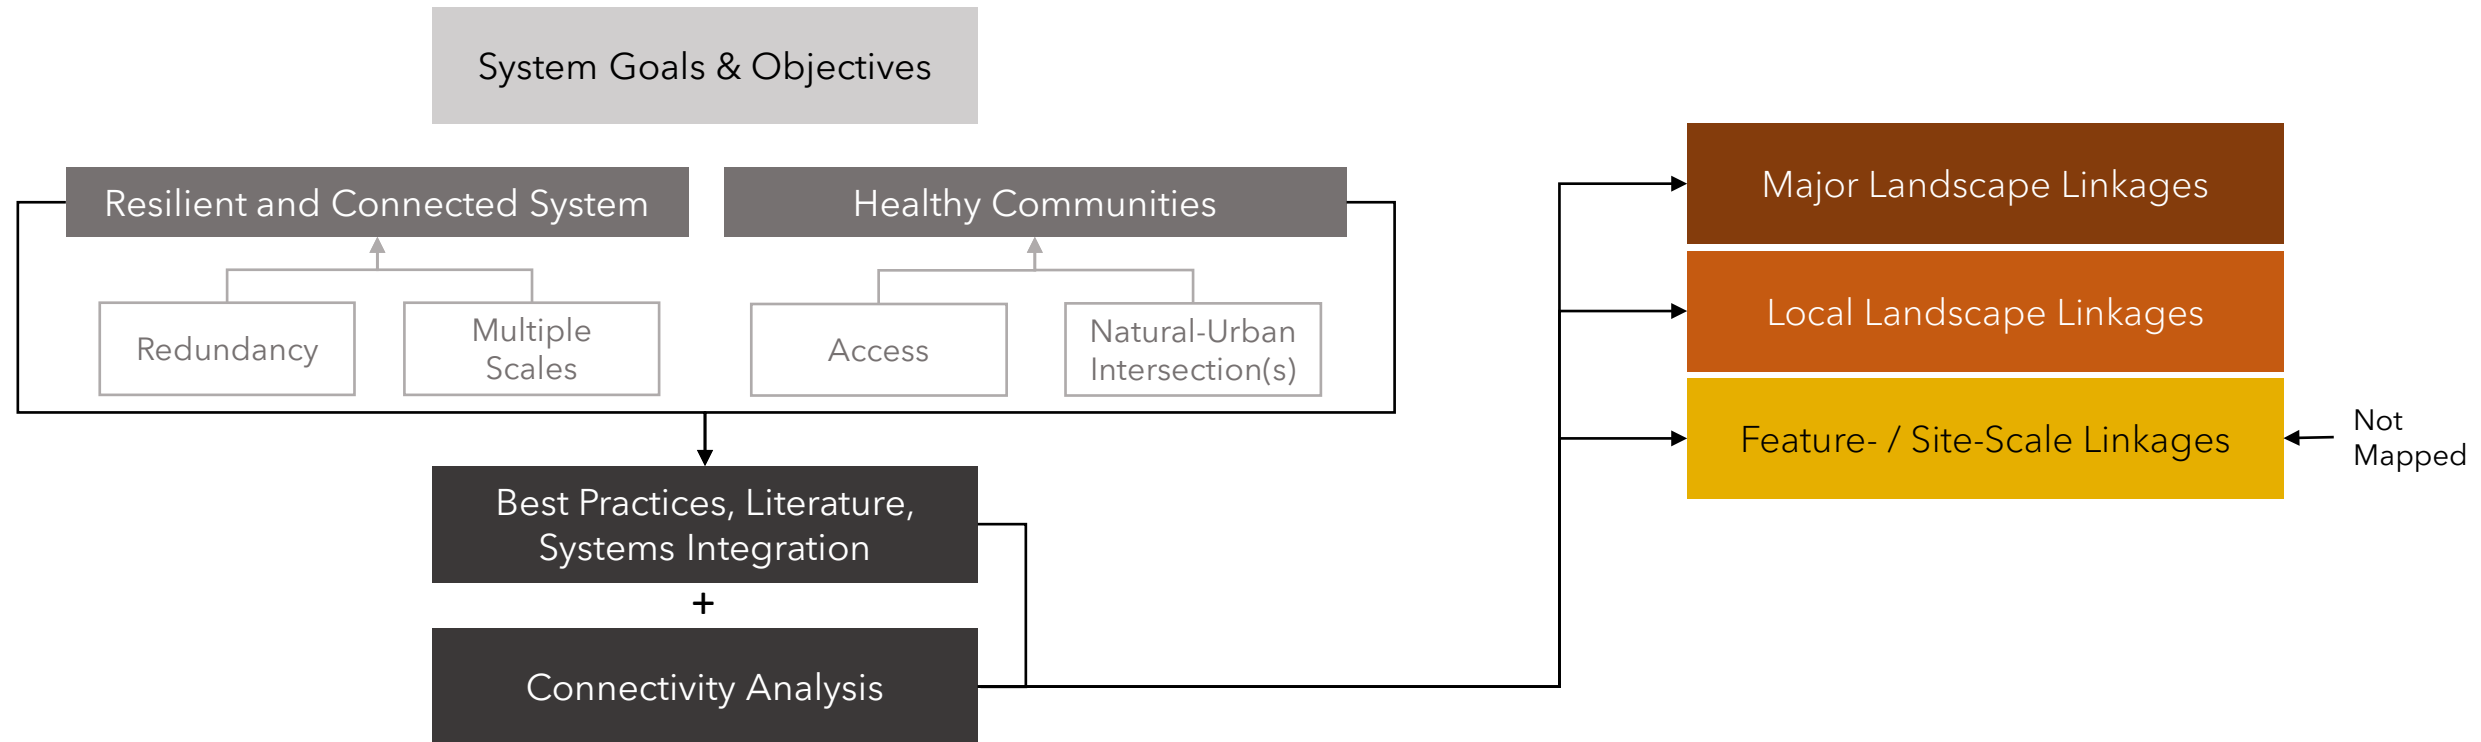 System Goals & Objectives
Resilient and Connected System
Healthy Communities
Redundancy
Multiple
Scales
Access
Natural-Urban
Intersection(s)
Best Practices, Literature,
Systems Integration
+
Connectivity Analysis
Major Landscape Linkages
Local Landscape Linkages
Feature- / Site-Scale Linkages
Not
Mapped